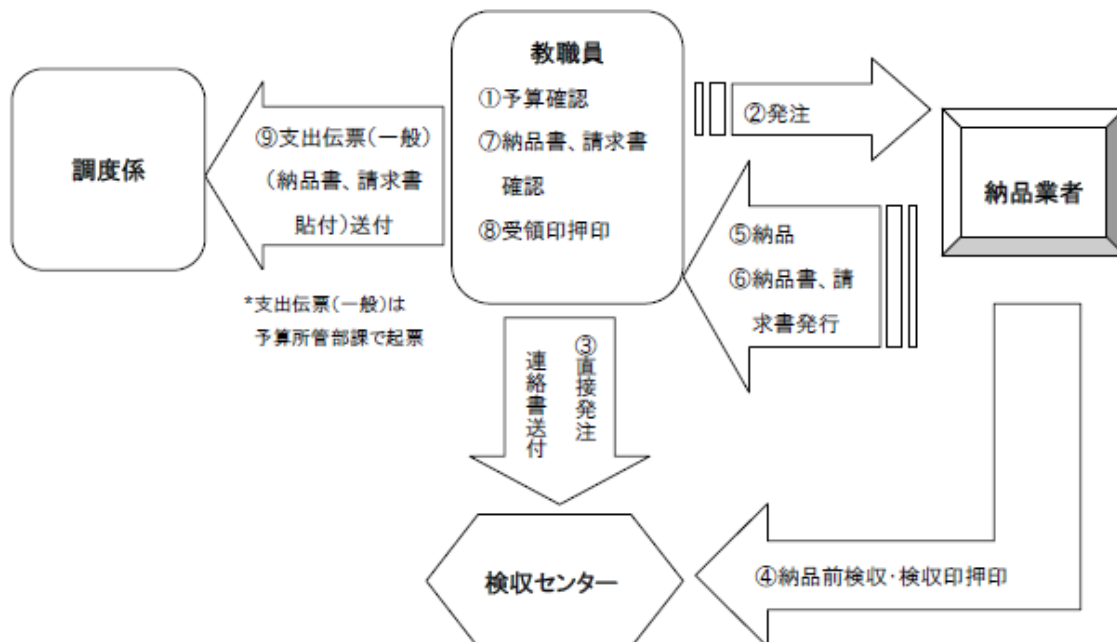 教職員
①予算確認
⑦納品書、請求書
確認
⑧受領印押印
②発注
納品業者
⑨支出伝票(一般)
(納品書、請求書
貼付)送付
調度係
⑤納品
⑥納品書、請
求書発行
*支出伝票(一般)は
予算所管部課で起票
③直接発注
連絡書送付
検収センター
④納品前検収・検収印押印